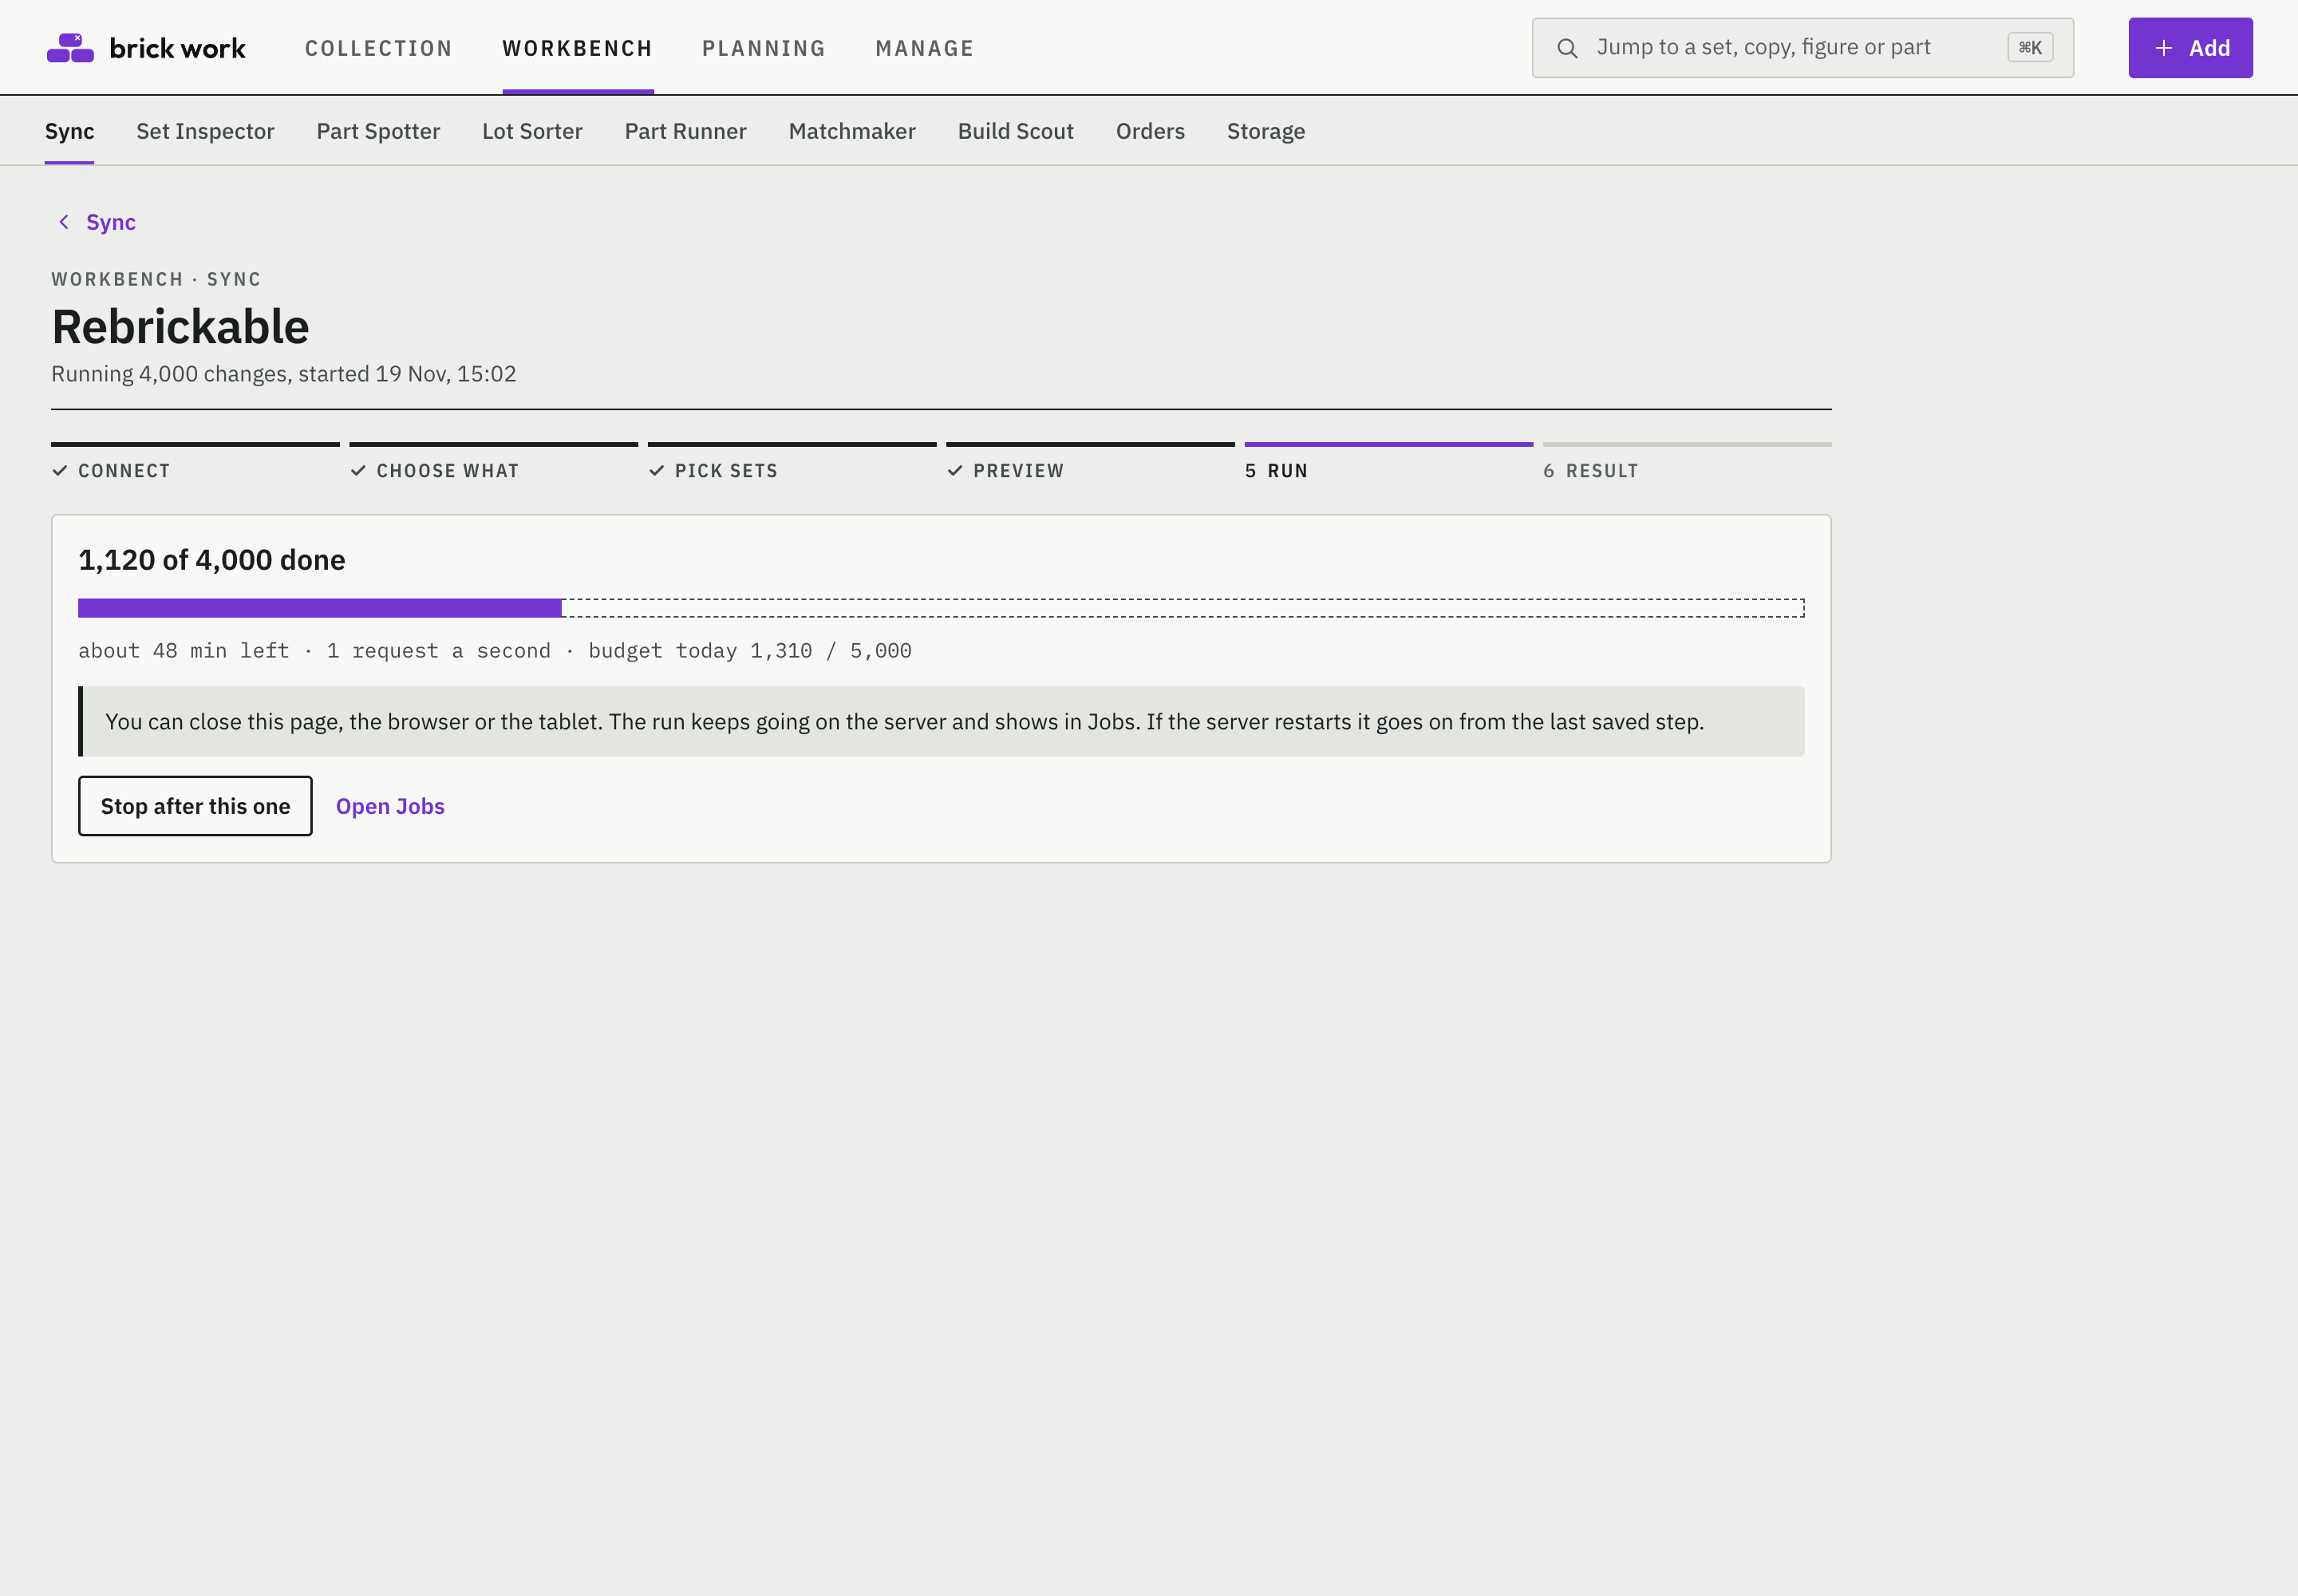 brick work
COLLECTION WORKBENCH PLANNING MANAGE
Jump to a set, copy, figure or part ⌘K
+ Add
Sync Set Inspector Part Spotter Lot Sorter Part Runner Matchmaker Build Scout Orders Storage
Sync
WORKBENCH · SYNC
Rebrickable
Running 4,000 changes, started 19 Nov, 15:02
CONNECT CHOOSE WHAT PICK SETS PREVIEW 5 RUN 6 RESULT
1,120 of 4,000 done
about 48 min left · 1 request a second · budget today 1,310 / 5,000
You can close this page, the browser or the tablet. The run keeps going on the server and shows in Jobs. If the server restarts it goes on from the last saved step.
Stop after this one Open Jobs